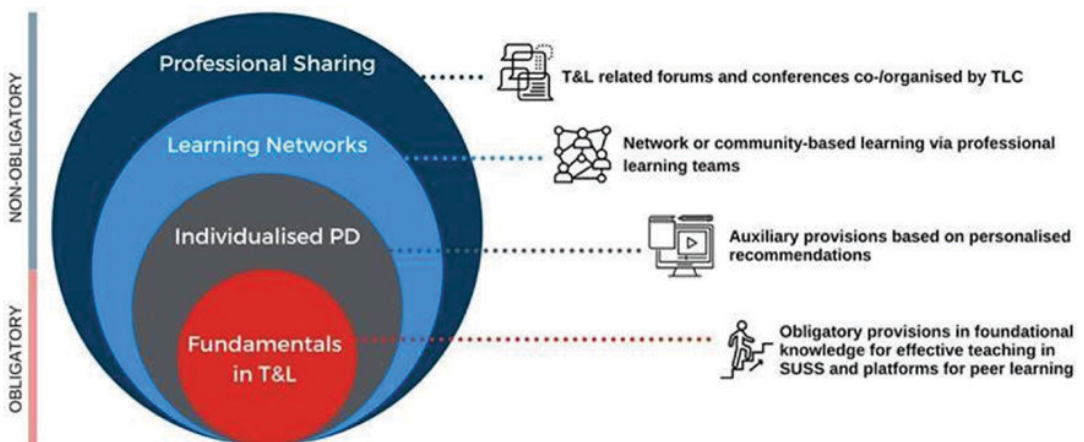 NON-OBLIGATORY
OBLIGATORY
Professional Sharing
T&L related forums and conferences co-/organised by TLC
Learning Networks
Network or community-based learning via professional
learning teams
Individualised PD
Auxiliary provisions based on personalised
recommendations
Fundamentals
in T&L
Obligatory provisions in foundational
knowledge for effective teaching in
SUSS and platforms for peer learning